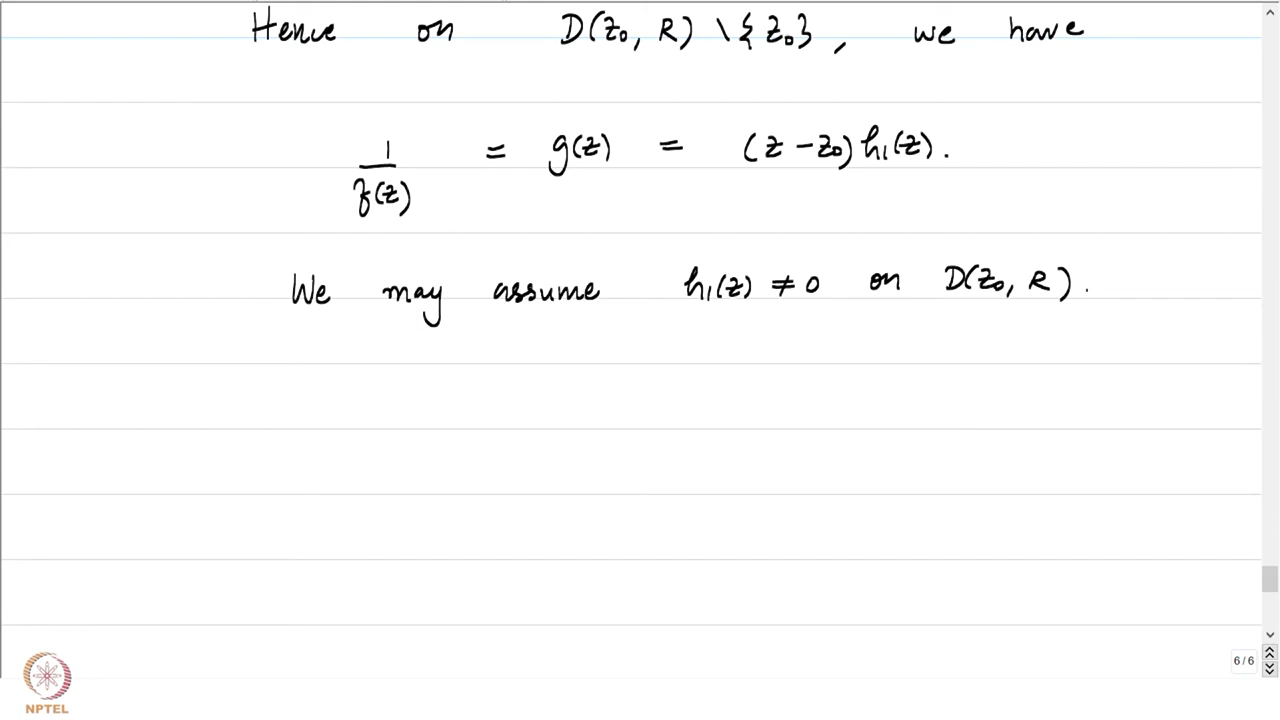 Hence on D(z₀, R) \ {z₀}, we have
1/f(z) = g(z) = (z - z₀) h₁(z).
We may assume h₁(z) ≠ 0 on D(z₀, R).
6 / 6
NPTEL